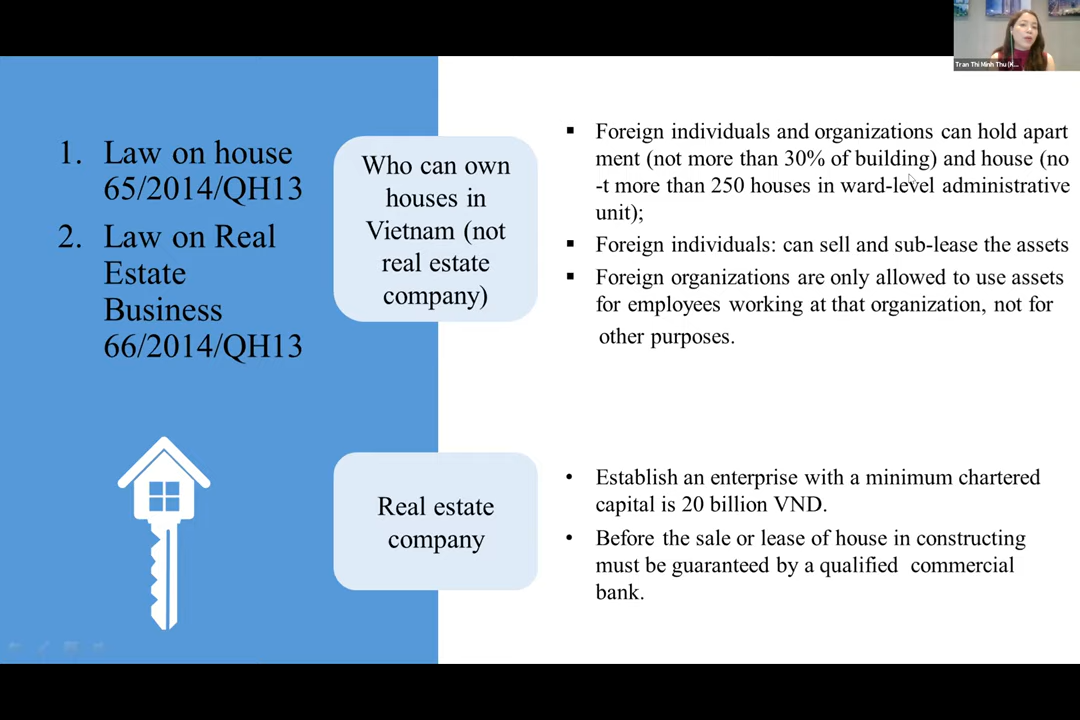 Tran Thi Minh Thu (K...
1. Law on house
65/2014/QH13
2. Law on Real
Estate
Business
66/2014/QH13
Who can own
houses in
Vietnam (not
real estate
company)
▪ Foreign individuals and organizations can hold apart
ment (not more than 30% of building) and house (no
-t more than 250 houses in ward-level administrative
unit);
▪ Foreign individuals: can sell and sub-lease the assets
▪ Foreign organizations are only allowed to use assets
for employees working at that organization, not for
other purposes.
Real estate
company
• Establish an enterprise with a minimum chartered
capital is 20 billion VND.
• Before the sale or lease of house in constructing
must be guaranteed by a qualified commercial
bank.